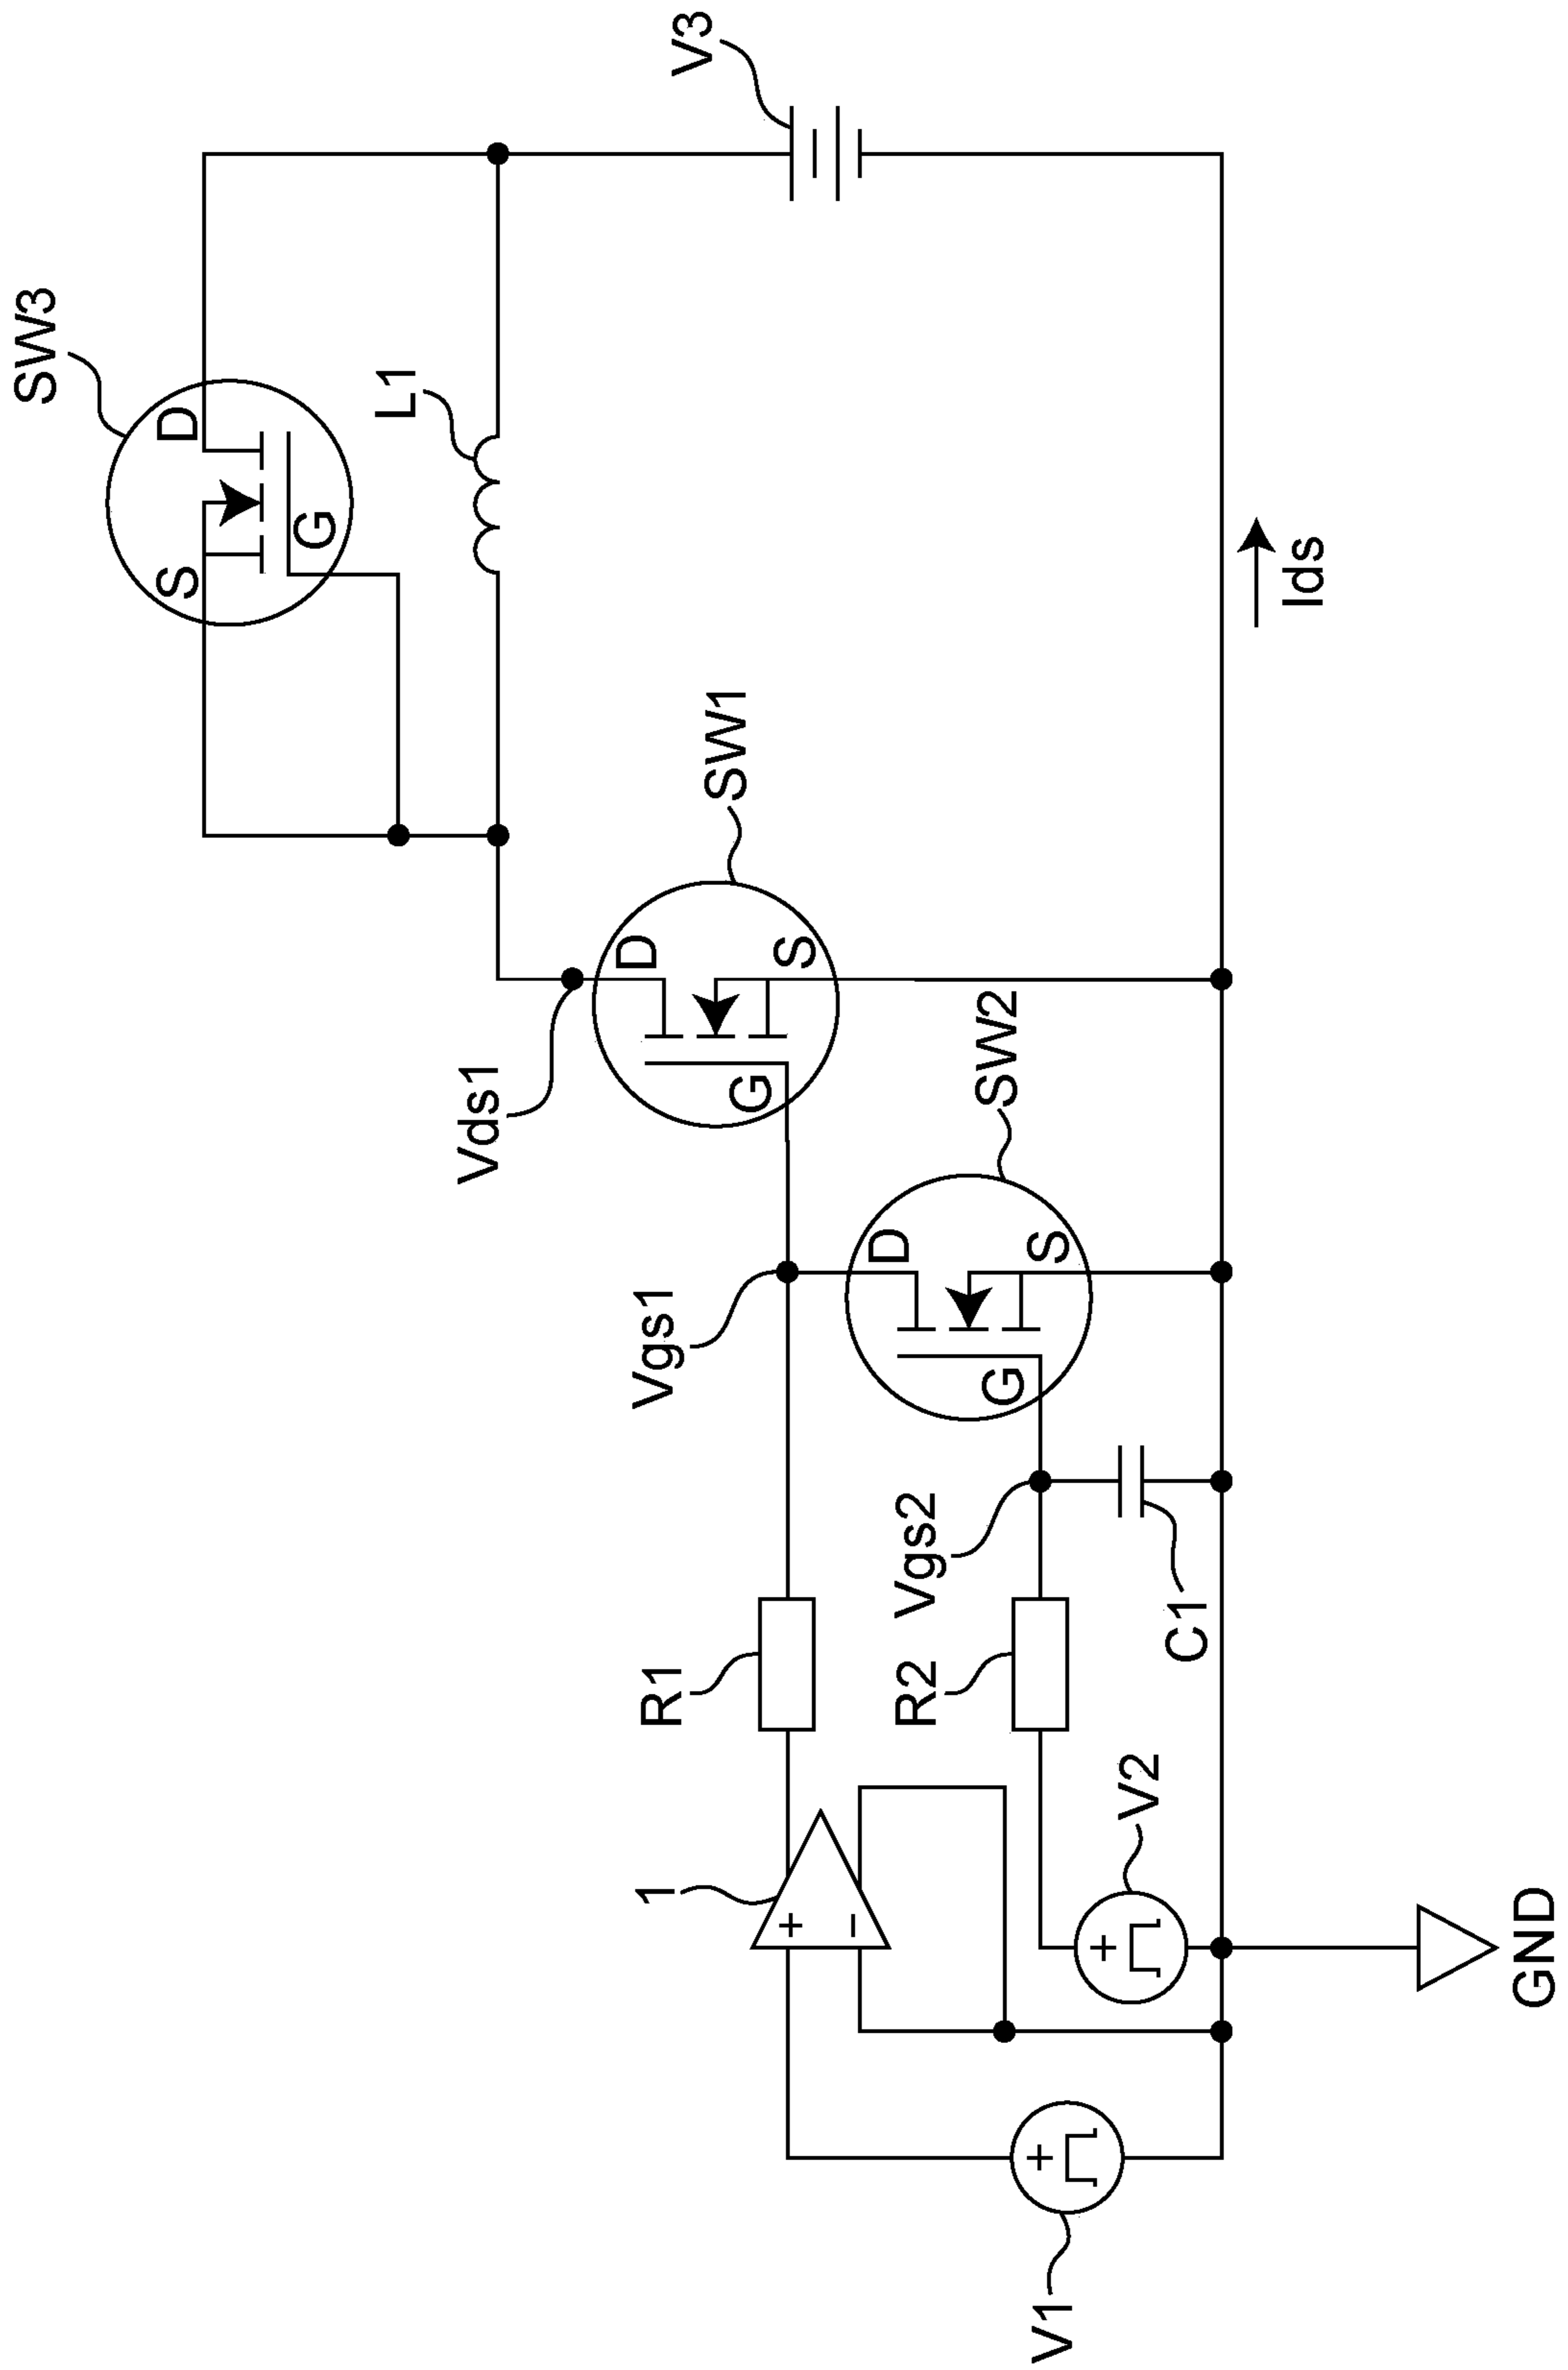 SW3
D
S
G
L1
V3
Vds1
D
G
S
SW1
Vgs1
D
G
S
SW2
Ids
R1
Vgs2
R2
C1
1
+
−
V2
+
V1
+
GND